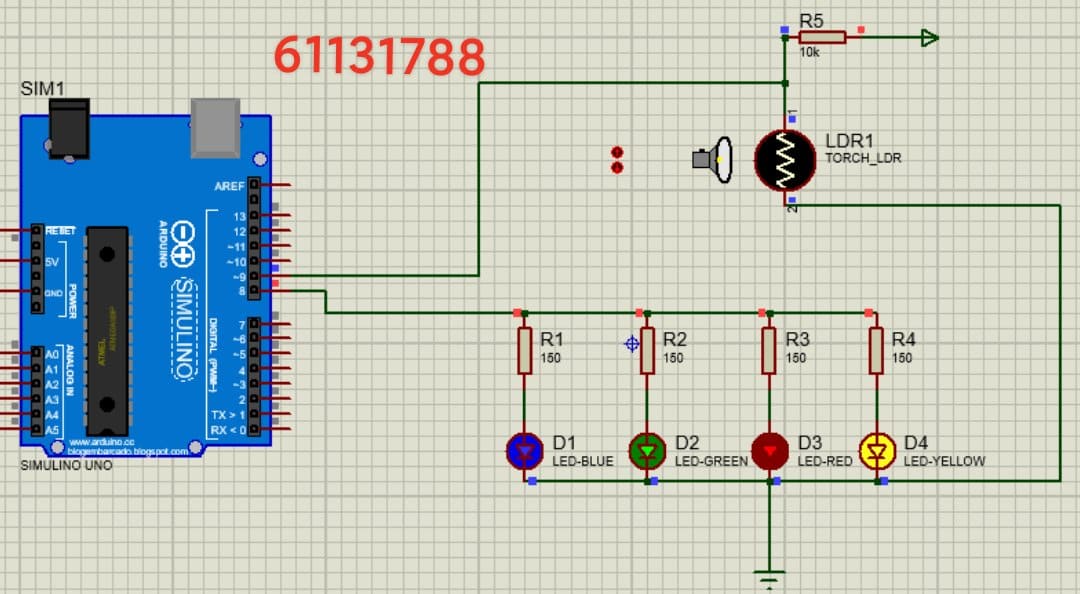 61131788
R5
10k
SIM1
1
LDR1
TORCH_LDR
2
AREF
13
12
~11
~10
~9
8
7
~6
~5
4
~3
2
TX > 1
RX < 0
RESET
5V
GND
POWER
A0
A1
A2
A3
A4
A5
ANALOG IN
ARDUINO
SIMULINO
DIGITAL (PWM~)
ATMEL
www.arduino.cc
blogembarcado.blogspot.com
SIMULINO UNO
R1
150
R2
150
R3
150
R4
150
D1
LED-BLUE
D2
LED-GREEN
D3
LED-RED
D4
LED-YELLOW